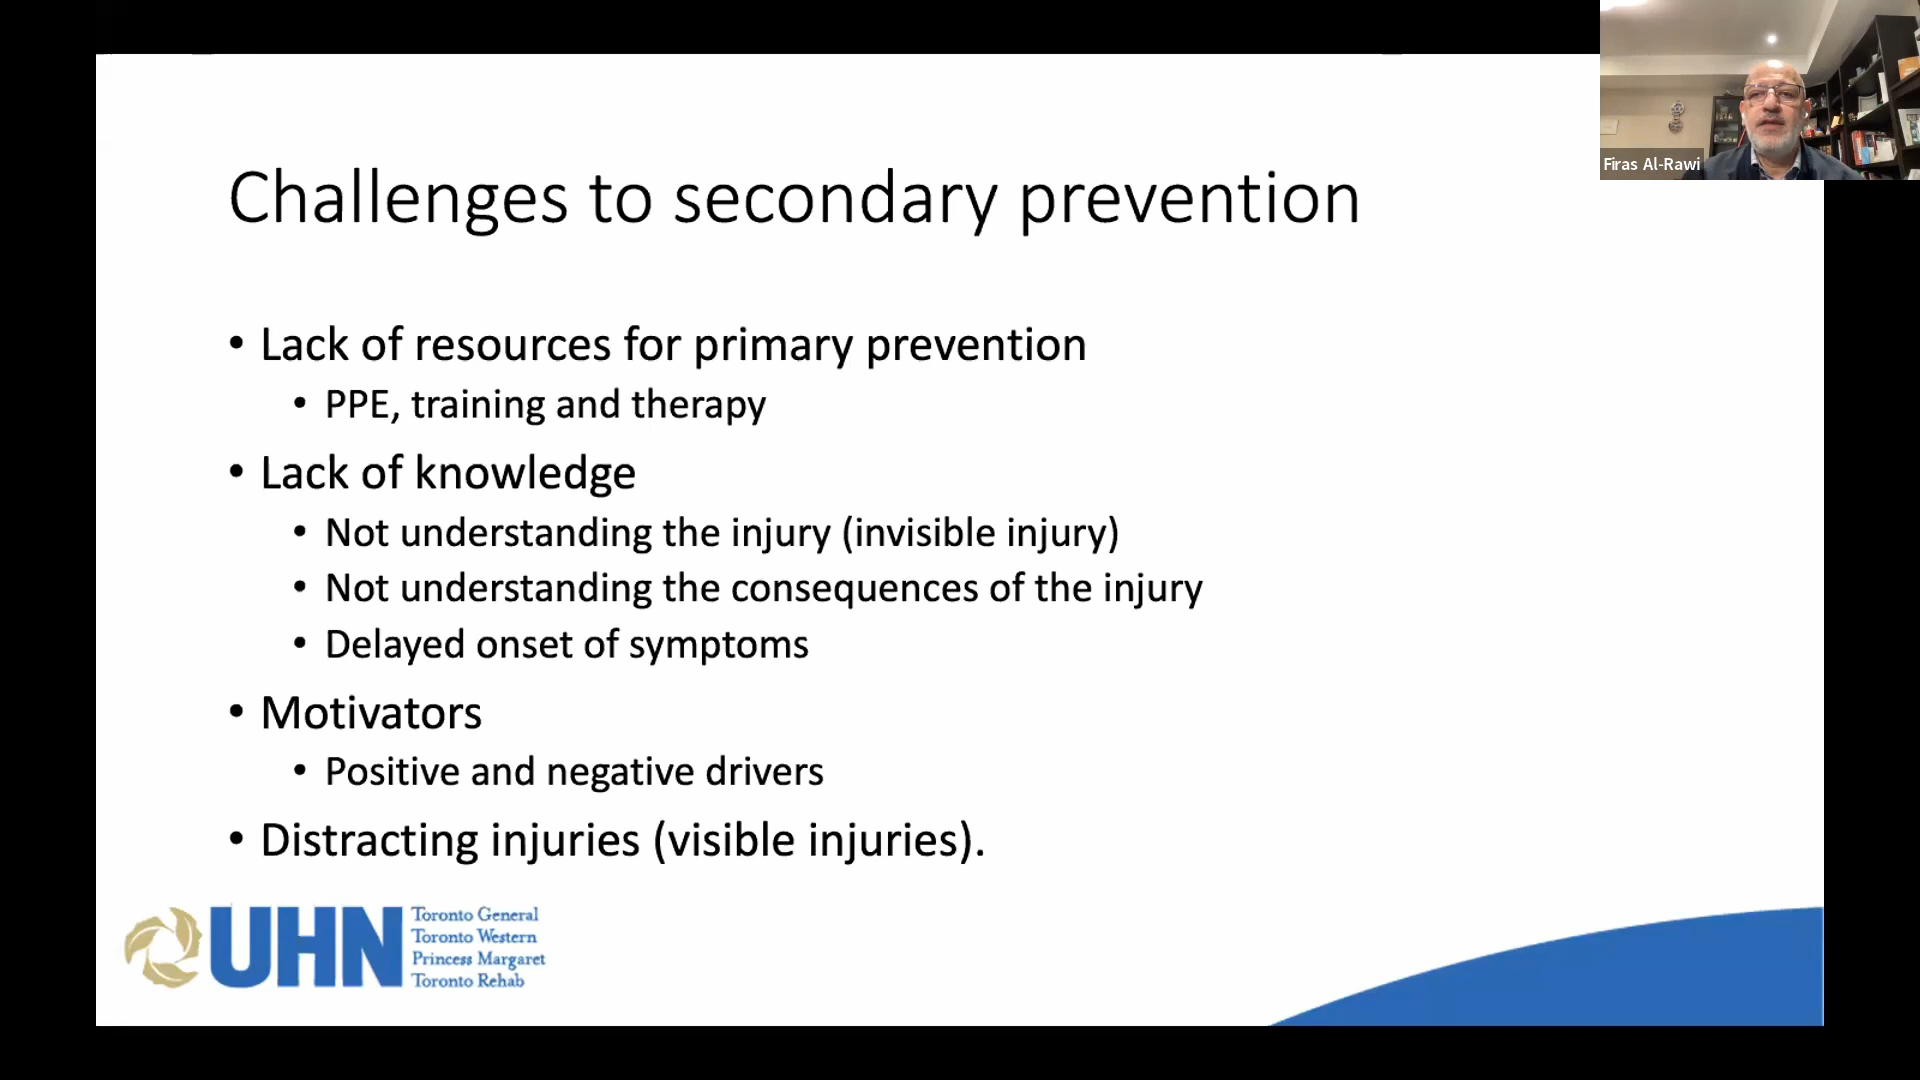 Firas Al-Rawi
Challenges to secondary prevention
• Lack of resources for primary prevention
• PPE, training and therapy
• Lack of knowledge
• Not understanding the injury (invisible injury)
• Not understanding the consequences of the injury
• Delayed onset of symptoms
• Motivators
• Positive and negative drivers
• Distracting injuries (visible injuries).
UHN
Toronto General
Toronto Western
Princess Margaret
Toronto Rehab